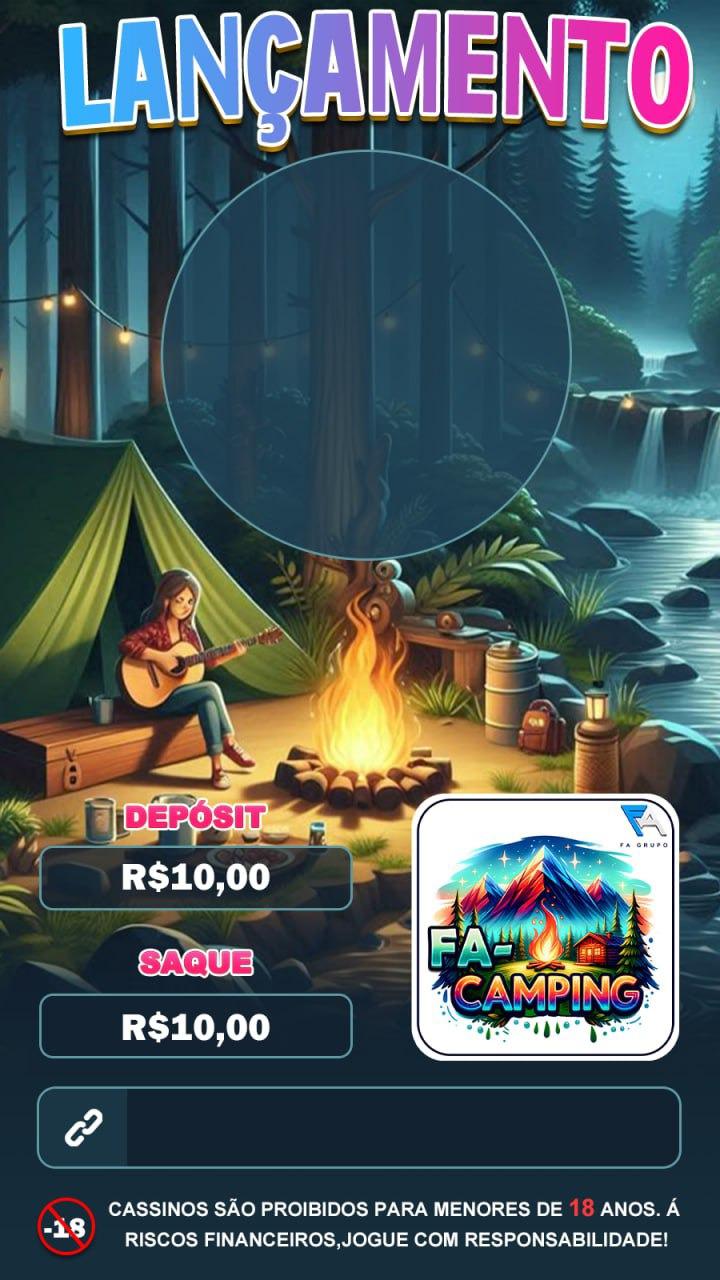 LANÇAMENTO
DEPÓSIT
R$10,00
SAQUE
R$10,00
FA
FA GRUPO
FA-
CAMPING
-18
CASSINOS SÃO PROIBIDOS PARA MENORES DE 18 ANOS. Á
RISCOS FINANCEIROS,JOGUE COM RESPONSABILIDADE!